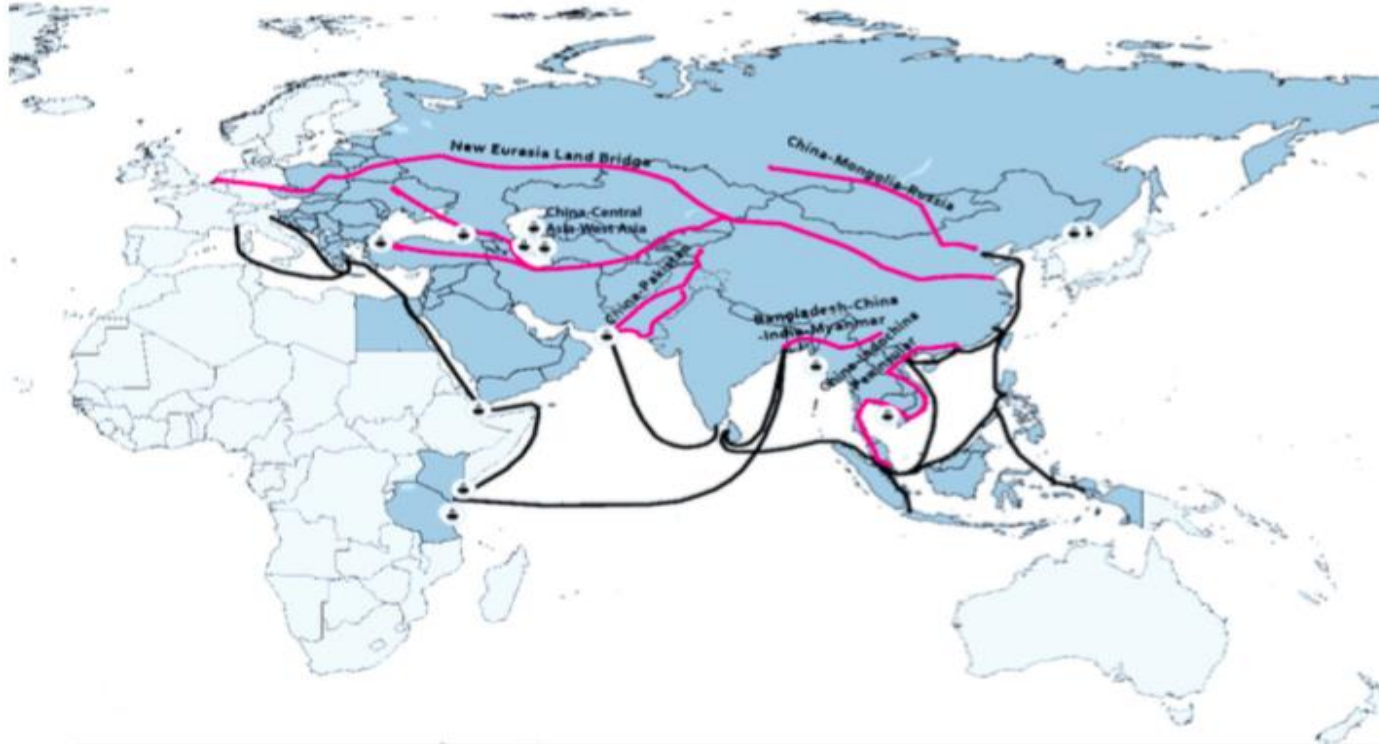 New Eurasia Land Bridge
China-Mongolia-Russia
China-Central
Asia-West Asia
China-Pakistan
Bangladesh-China
-India-Myanmar
China-Indochina
Peninsular